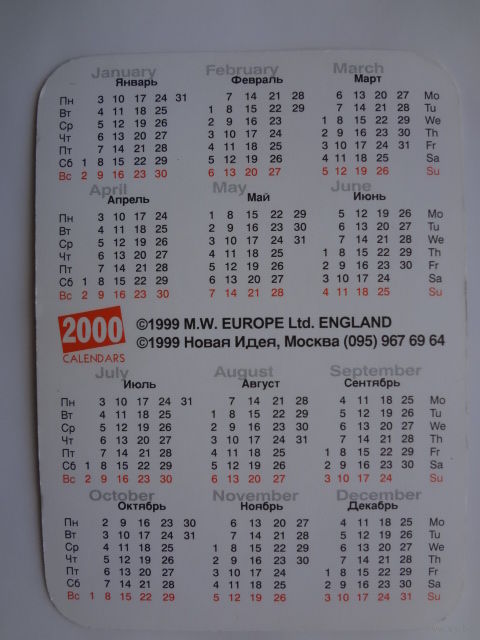 January February March
Январь Февраль Март
Пн 3 10 17 24 31 7 14 21 28 6 13 20 27 Mo
Вт 4 11 18 25 1 8 15 22 29 7 14 21 28 Tu
Ср 5 12 19 26 2 9 16 23 1 8 15 22 29 We
Чт 6 13 20 27 3 10 17 24 2 9 16 23 30 Th
Пт 7 14 21 28 4 11 18 25 3 10 17 24 31 Fr
Сб 1 8 15 22 29 5 12 19 26 4 11 18 25 Sa
Вс 2 9 16 23 30 6 13 20 27 5 12 19 26 Su
April May June
Апрель Май Июнь
Пн 3 10 17 24 1 8 15 22 29 5 12 19 26 Mo
Вт 4 11 18 25 2 9 16 23 30 6 13 20 27 Tu
Ср 5 12 19 26 3 10 17 24 31 7 14 21 28 We
Чт 6 13 20 27 4 11 18 25 1 8 15 22 29 Th
Пт 7 14 21 28 5 12 19 26 2 9 16 23 30 Fr
Сб 1 8 15 22 29 6 13 20 27 3 10 17 24 Sa
Вс 2 9 16 23 30 7 14 21 28 4 11 18 25 Su
2000 ©1999 M.W. EUROPE Ltd. ENGLAND
CALENDARS ©1999 Новая Идея, Москва (095) 967 69 64
July August September
Июль Август Сентябрь
Пн 3 10 17 24 31 7 14 21 28 4 11 18 25 Mo
Вт 4 11 18 25 1 8 15 22 29 5 12 19 26 Tu
Ср 5 12 19 26 2 9 16 23 30 6 13 20 27 We
Чт 6 13 20 27 3 10 17 24 31 7 14 21 28 Th
Пт 7 14 21 28 4 11 18 25 1 8 15 22 29 Fr
Сб 1 8 15 22 29 5 12 19 26 2 9 16 23 30 Sa
Вс 2 9 16 23 30 6 13 20 27 3 10 17 24 Su
October November December
Октябрь Ноябрь Декабрь
Пн 2 9 16 23 30 6 13 20 27 4 11 18 25 Mo
Вт 3 10 17 24 31 7 14 21 28 5 12 19 26 Tu
Ср 4 11 18 25 1 8 15 22 29 6 13 20 27 We
Чт 5 12 19 26 2 9 16 23 30 7 14 21 28 Th
Пт 6 13 20 27 3 10 17 24 1 8 15 22 29 Fr
Сб 7 14 21 28 4 11 18 25 2 9 16 23 30 Sa
Вс 1 8 15 22 29 5 12 19 26 3 10 17 24 31 Su